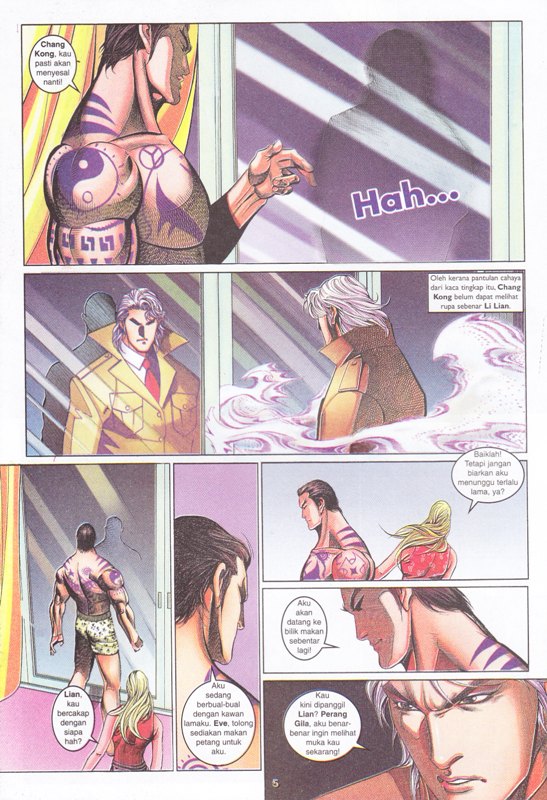 Chang
Kong, kau
pasti akan
menyesal
nanti!
Hah...
Oleh kerana pantulan cahaya
dari kaca tingkap itu, Chang
Kong belum dapat melihat
rupa sebenar Li Lian.
Lian,
kau
bercakap
dengan
siapa
hah?
Aku
sedang
berbual-bual
dengan kawan
lamaku. Eve, tolong
sediakan makan
petang untuk
aku.
Baiklah!
Tetapi jangan
biarkan aku
menunggu terlalu
lama, ya?
Aku
akan
datang ke
bilik makan
sebentar
lagi!
Kau
kini dipanggil
Lian? Perang
Gila, aku benar-
benar ingin melihat
muka kau
sekarang!
5